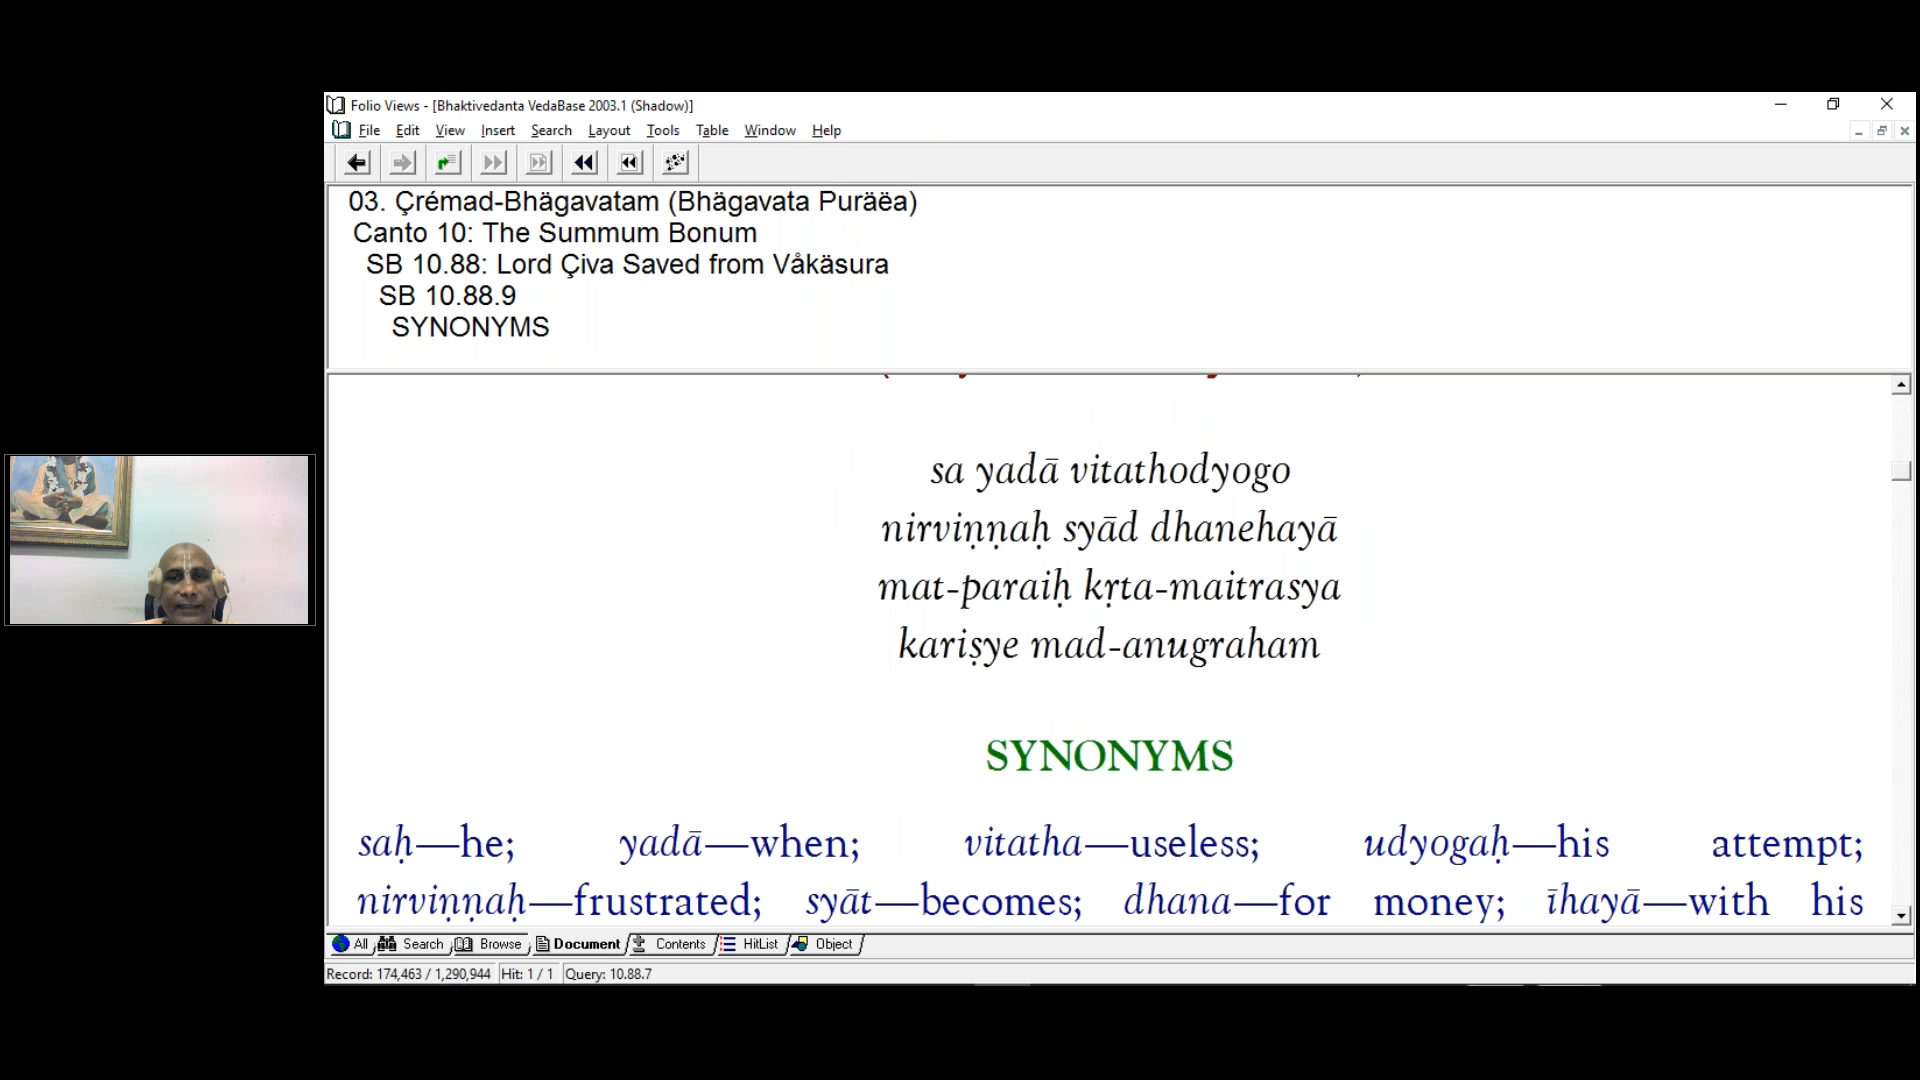 Folio Views - [Bhaktivedanta VedaBase 2003.1 (Shadow)]
File Edit View Insert Search Layout Tools Table Window Help
03. Çrémad-Bhägavatam (Bhägavata Puräëa)
Canto 10: The Summum Bonum
SB 10.88: Lord Çiva Saved from Våkäsura
SB 10.88.9
SYNONYMS
sa yadā vitathodyogo
nirviṇṇaḥ syād dhanehayā
mat-paraiḥ kṛta-maitrasya
kariṣye mad-anugraham
SYNONYMS
saḥ—he; yadā—when; vitatha—useless; udyogaḥ—his attempt;
nirviṇṇaḥ—frustrated; syāt—becomes; dhana—for money; īhayā—with his
All Search Browse Document Contents HitList Object
Record: 174,463 / 1,290,944 Hit: 1 / 1 Query: 10.88.7